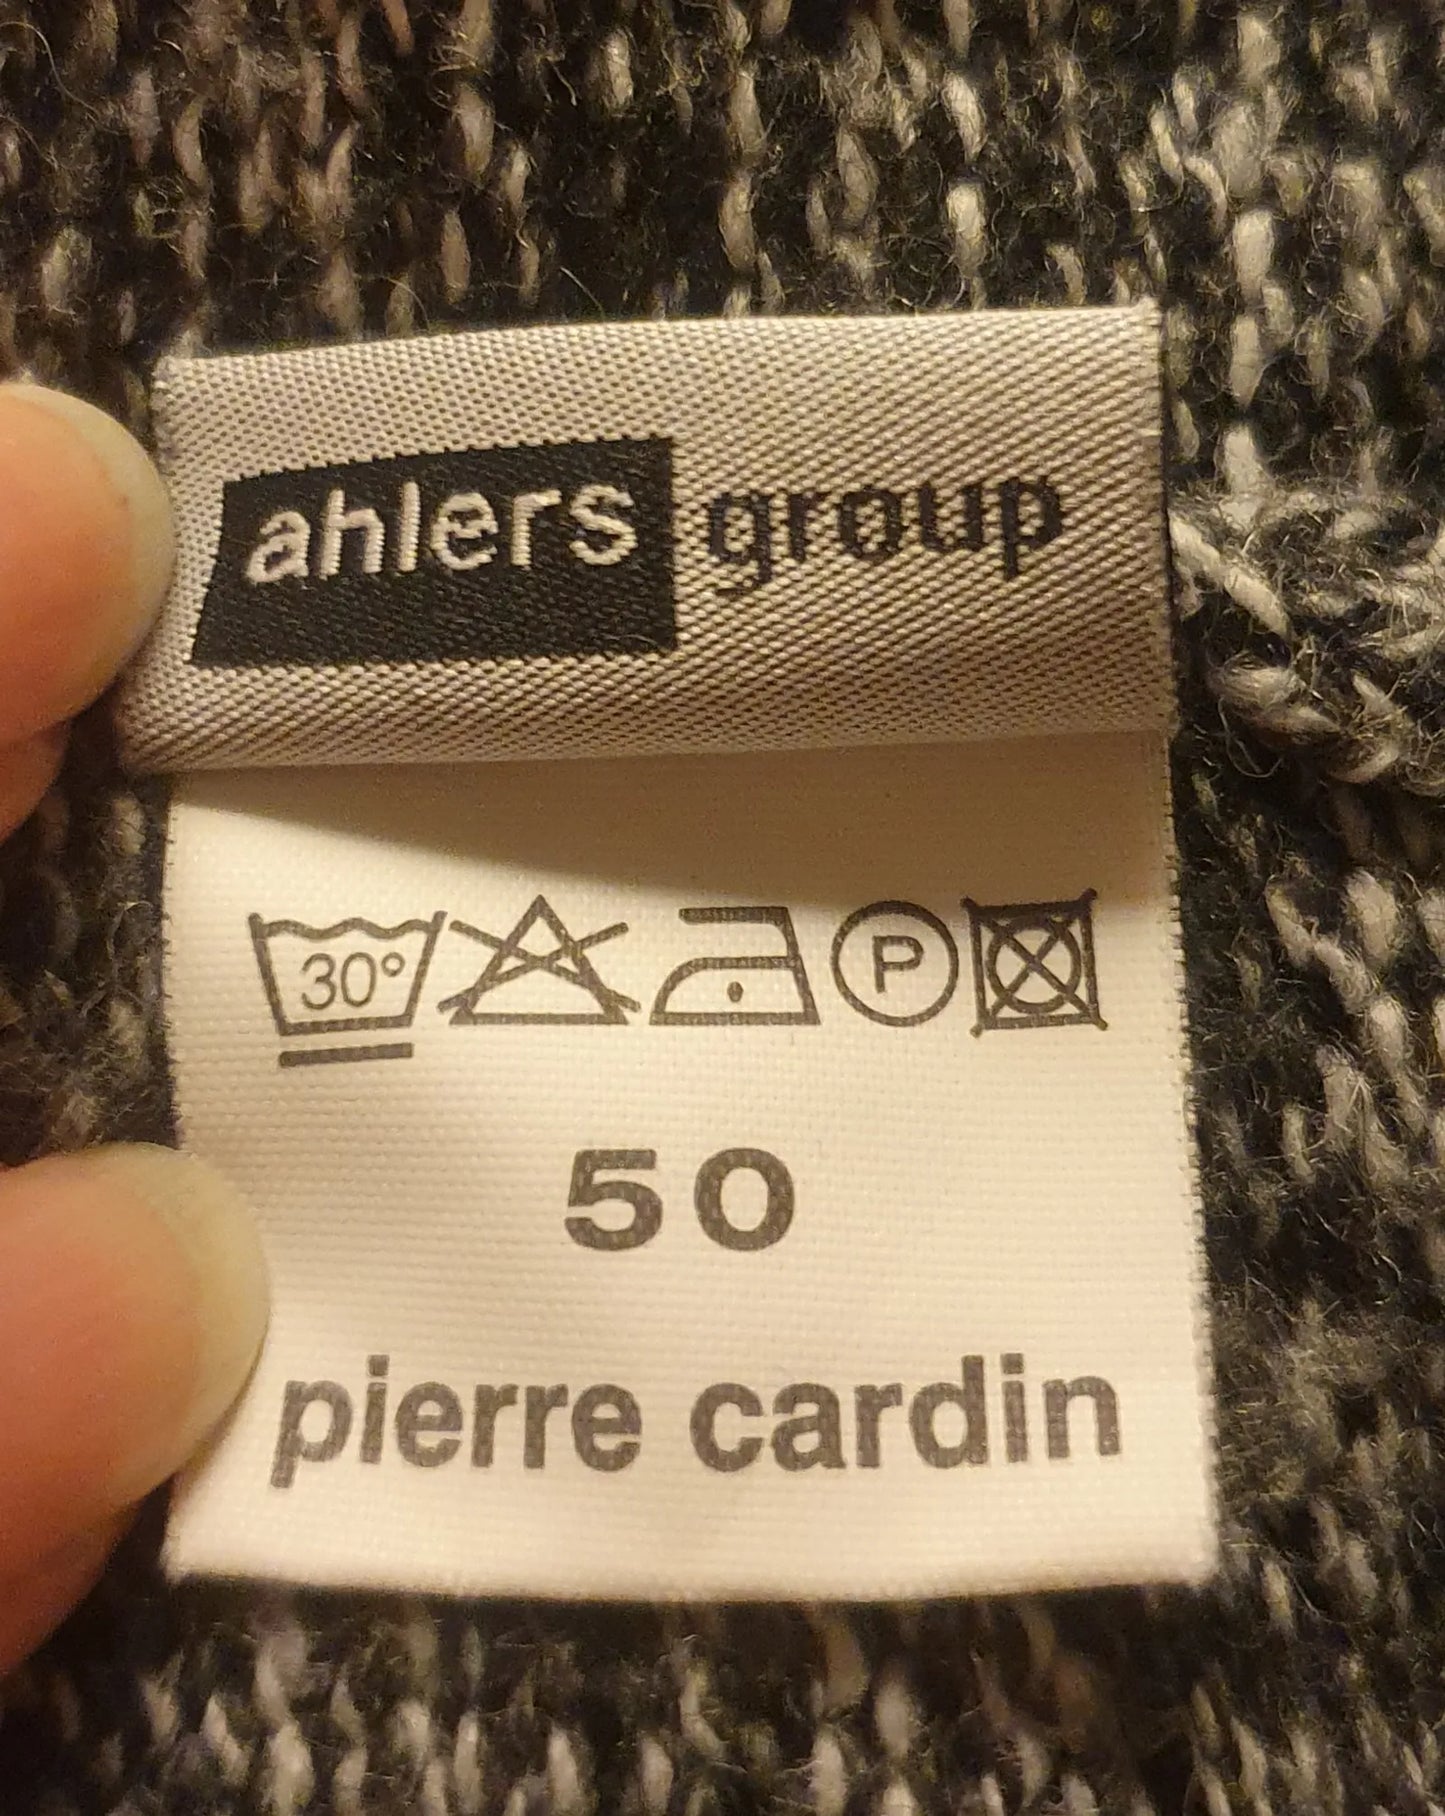 ahlers group
30° P
50
pierre cardin